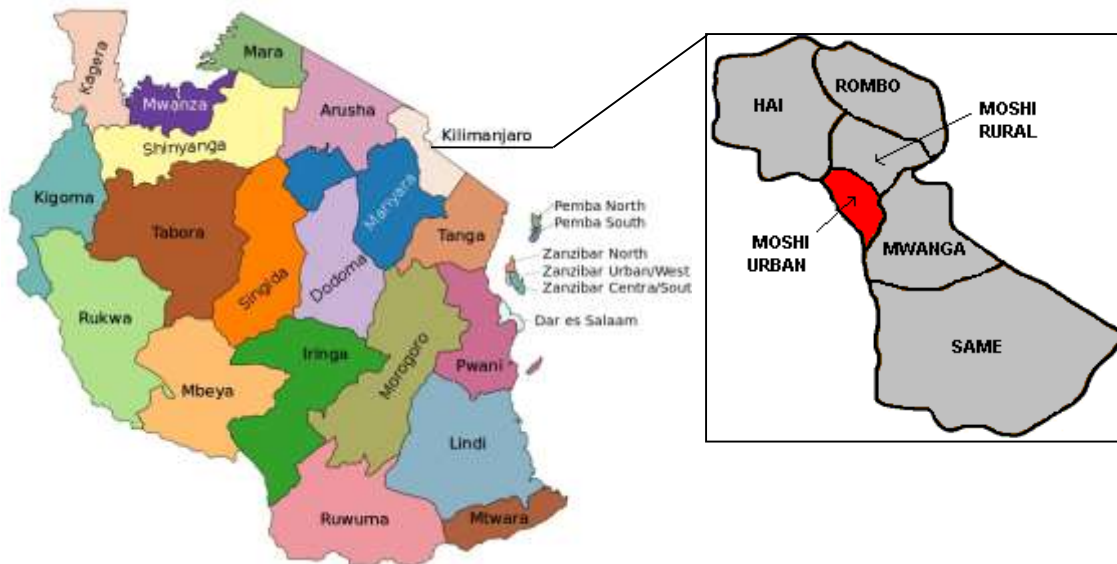 Kagera
Mara
Mwanza
Arusha
Kilimanjaro
Shinyanga
Kigoma
Manyara
Tabora
Tanga
Pemba North
Pemba South
Zanzibar North
Zanzibar Urban/West
Zanzibar Centra/Sout
Singida
Dodoma
Dar es Salaam
Rukwa
Iringa
Morogoro
Pwani
Mbeya
Lindi
Ruwuma
Mtwara
ROMBO
HAI
MOSHI
RURAL
MOSHI
URBAN
MWANGA
SAME